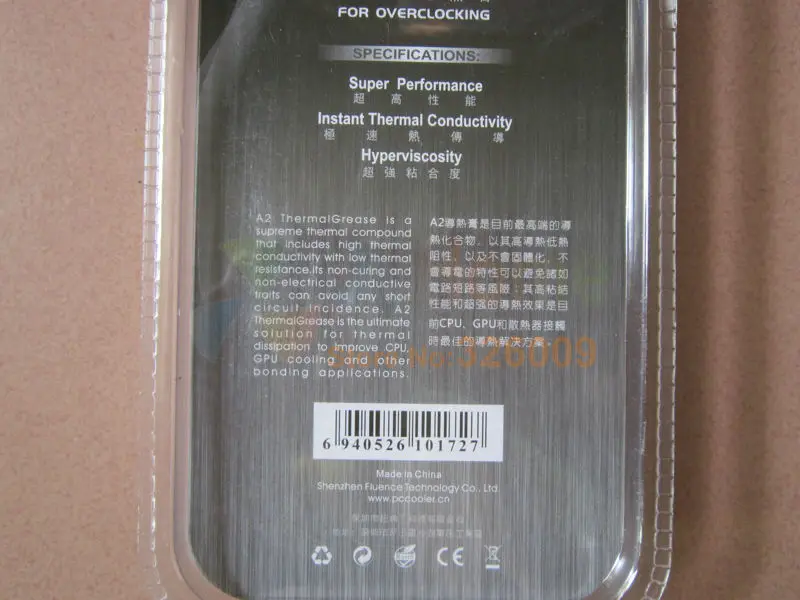 FOR OVERCLOCKING
SPECIFICATIONS:
Super Performance
超高性能
Instant Thermal Conductivity
極速熱傳導
Hyperviscosity
超強粘合度
A2 ThermalGrease is a
supreme thermal compound
that includes high thermal
conductivity with low thermal
resistance.its non-curing and
non-electrical conductive
traits can avoid any short
circuit incidence. A2
ThermalGrease is the ultimate
solution for thermal
dissipation to improve CPU,
GPU cooling and other
bonding applications.
A2導熱膏是目前最高端的導
熱化合物，以其高導熱低熱
阻性，以及不會固體化，不
會導電的特性可以避免諸如
電路短路等風險；其高粘結
性能和超強的導熱效果是目
前CPU、GPU和散熱器接觸
時最佳的導熱解決方案。
No: 326009
6 940526 101727
Made in China
Shenzhen Fluence Technology Co., Ltd.
www.pccooler.cn
CE